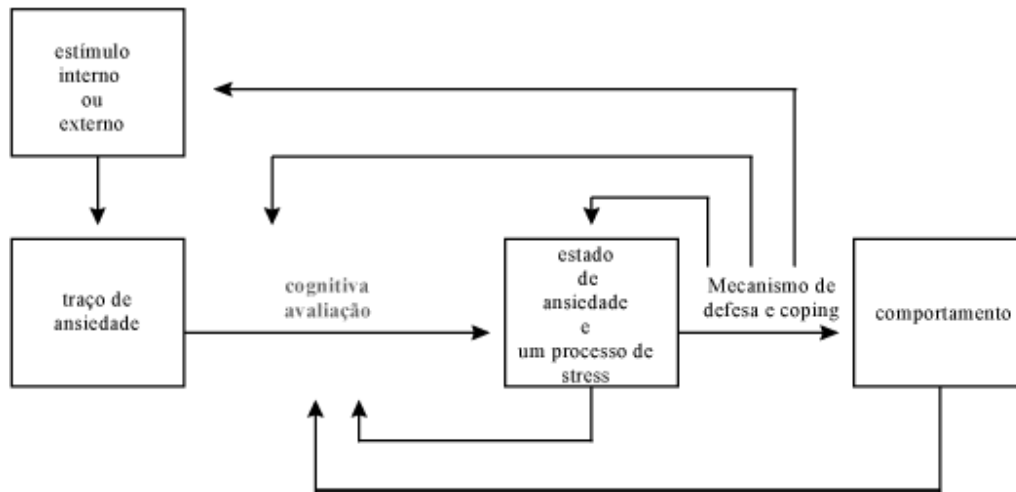 estímulo
interno
ou
externo
traço de
ansiedade
cognitiva
avaliação
estado
de
ansiedade
e
um processo de
stress
Mecanismo de
defesa e coping
comportamento